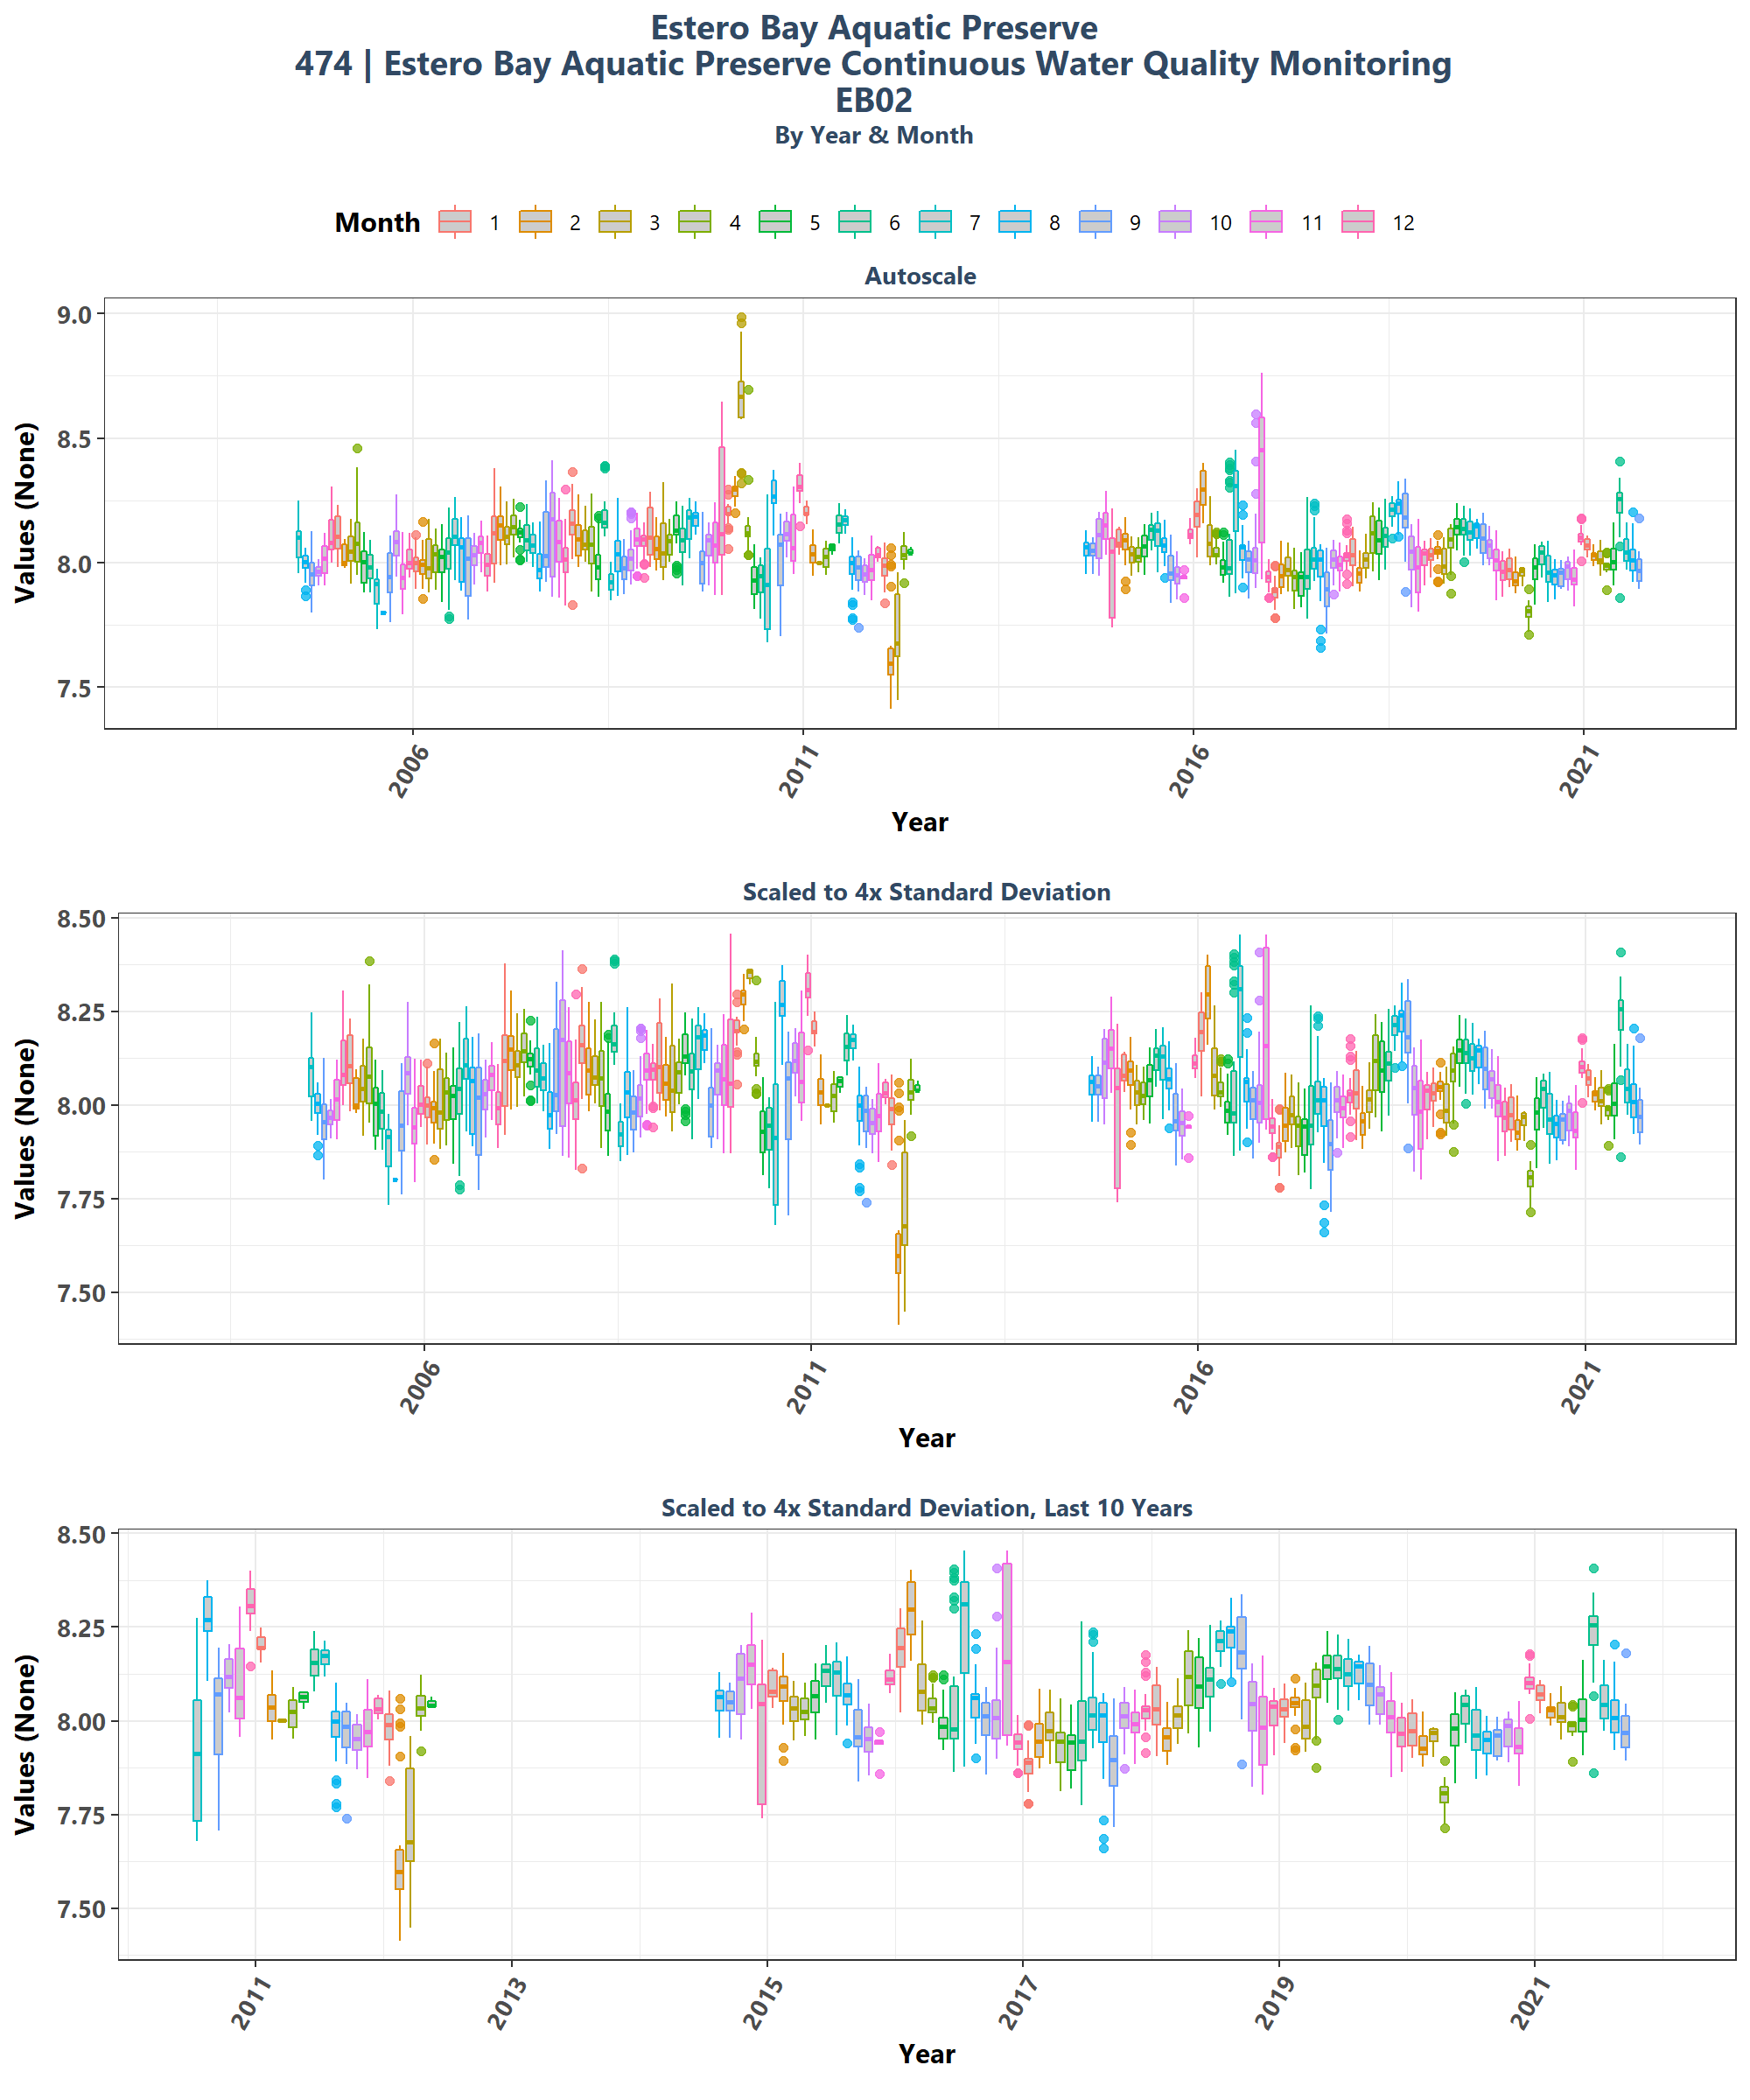 Estero Bay Aquatic Preserve
474 | Estero Bay Aquatic Preserve Continuous Water Quality Monitoring
EB02
By Year & Month
Month 1 2 3 4 5 6 7 8 9 10 11 12
Autoscale
Values (None)
9.0
8.5
8.0
7.5
2006 2011 2016 2021
Year
Scaled to 4x Standard Deviation
Values (None)
8.50
8.25
8.00
7.75
7.50
2006 2011 2016 2021
Year
Scaled to 4x Standard Deviation, Last 10 Years
Values (None)
8.50
8.25
8.00
7.75
7.50
2011 2013 2015 2017 2019 2021
Year